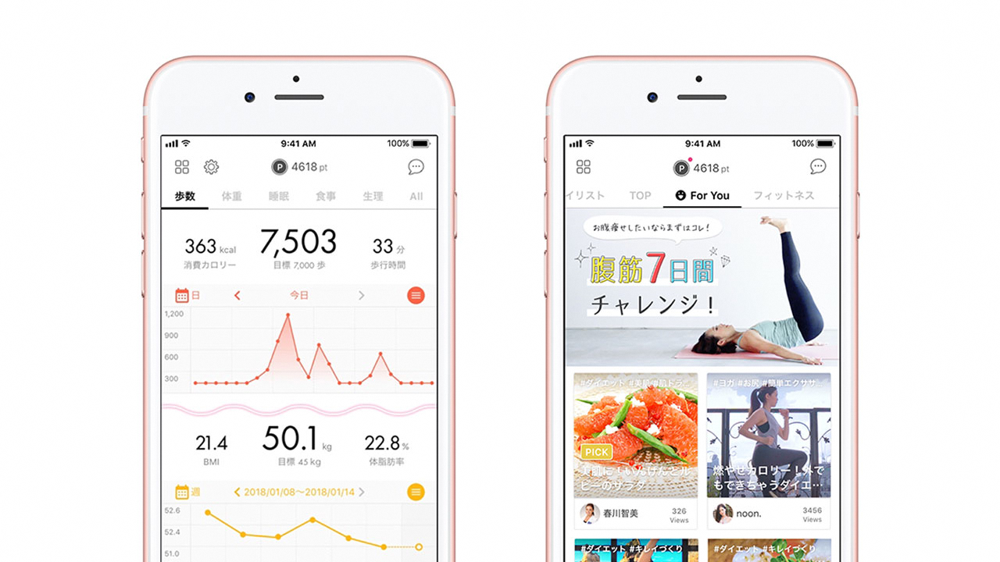 9:41 AM
100%
P 4618 pt
歩数 体重 睡眠 食事 生理 All
363 kcal
消費カロリー
7,503
目標 7,000 歩
33 分
歩行時間
日 今日
1,200
900
600
300
21.4
BMI
50.1 kg
目標 45 kg
22.8 %
体脂肪率
週 2018/01/08〜2018/01/14
52.6
52.4
51.0
9:41 AM
100%
P 4618 pt
イリスト TOP For You フィットネス
お腹痩せしたいならまずはコレ!
腹筋7日間
チャレンジ!
#ダイエット #美肌 #肌トラ
PICK
美肌に!いんげんとル
ビーのサラダ
春川智美
326
Views
#ヨガ #お尻 #簡単エクササ…
燃やせカロリー!外で
もできちゃうダイエ…
noon.
3456
Views
#ダイエット #キレイづくり
#ダイエット #キレイづくり